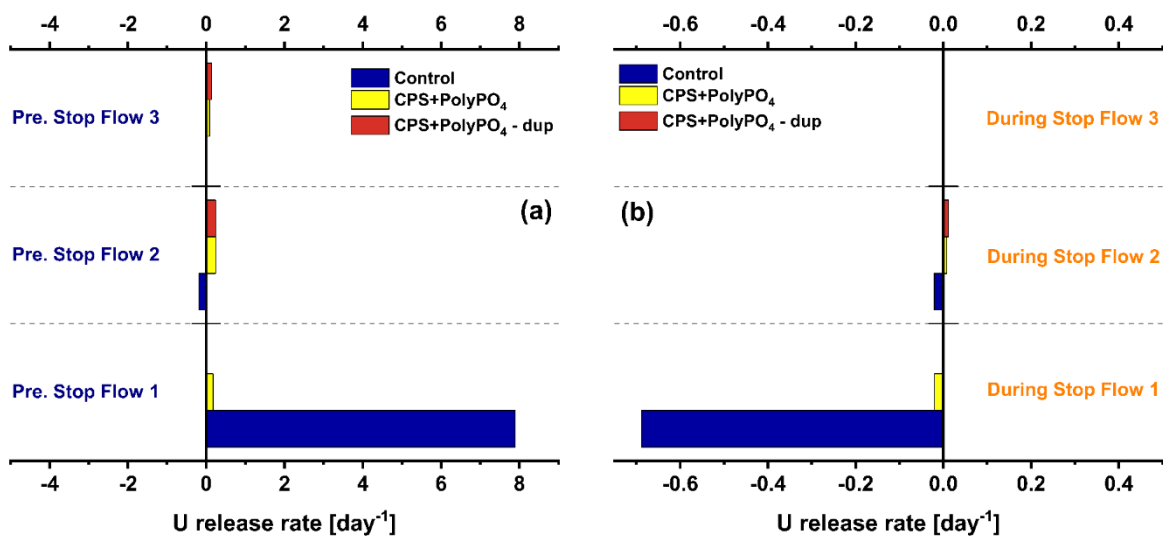 -4 -2 0 2 4 6 8
Control
CPS+PolyPO₄
CPS+PolyPO₄ - dup
Pre. Stop Flow 3
(a)
Pre. Stop Flow 2
Pre. Stop Flow 1
-4 -2 0 2 4 6 8
U release rate [day⁻¹]
-0.6 -0.4 -0.2 0.0 0.2 0.4
Control
CPS+PolyPO₄
CPS+PolyPO₄ - dup
During Stop Flow 3
(b)
During Stop Flow 2
During Stop Flow 1
-0.6 -0.4 -0.2 0.0 0.2 0.4
U release rate [day⁻¹]